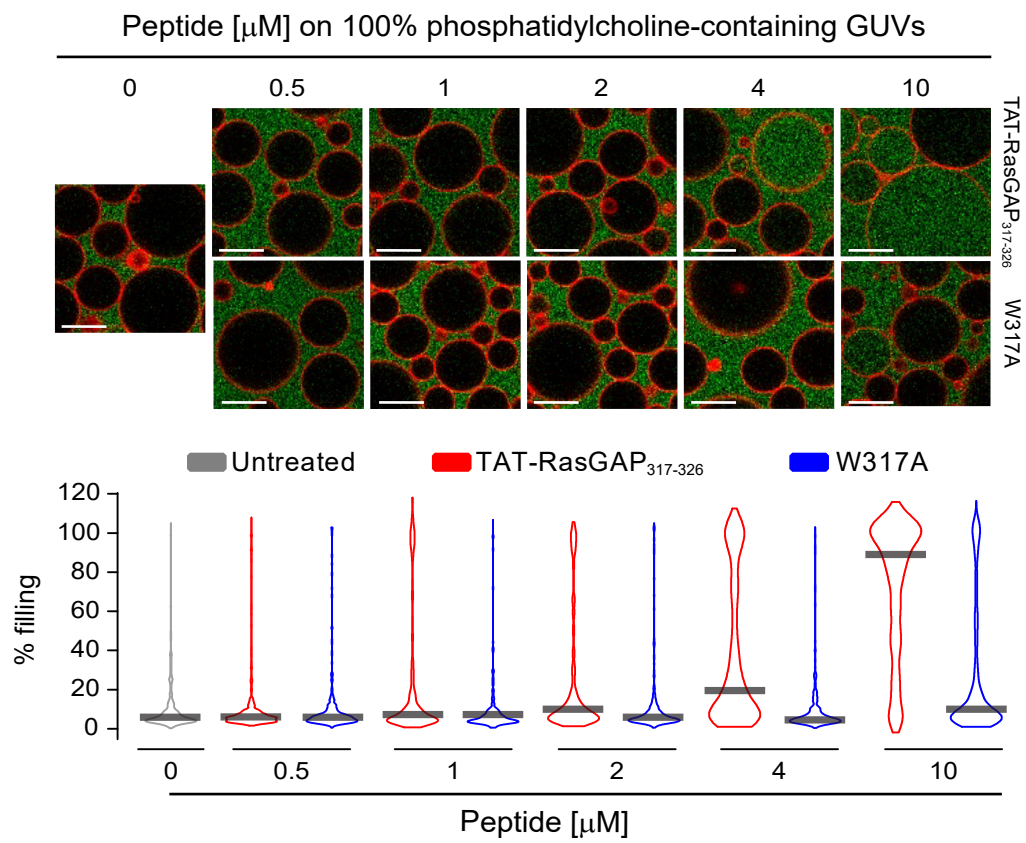 Peptide [μM] on 100% phosphatidylcholine-containing GUVs
0 0.5 1 2 4 10
TAT-RasGAP317-326
W317A
Untreated TAT-RasGAP317-326 W317A
% filling
120
100
80
60
40
20
0
0 0.5 1 2 4 10
Peptide [μM]